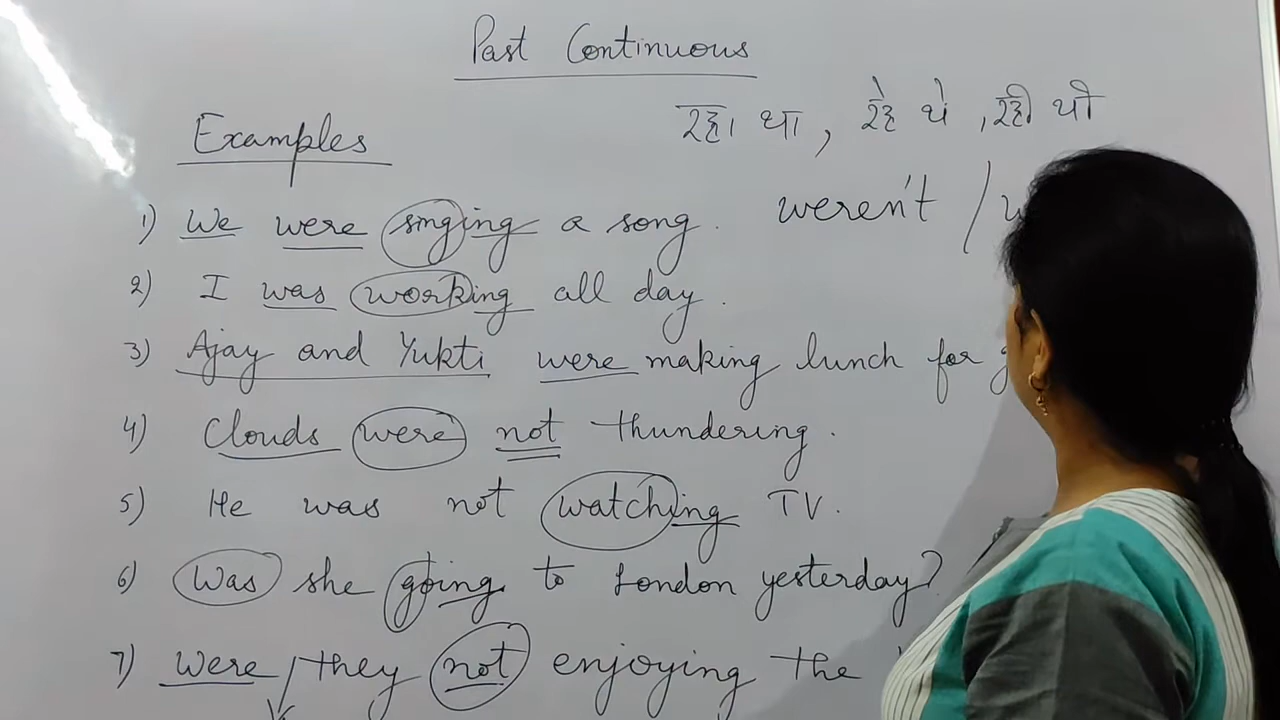 Past Continuous
रहा था, रहे थे, रही थी
Examples
weren't /
1) We were singing a song.
2) I was working all day.
3) Ajay and Yukti were making lunch for
4) Clouds were not thundering.
5) He was not watching TV.
6) Was she going to London yesterday?
7) Were they not enjoying the